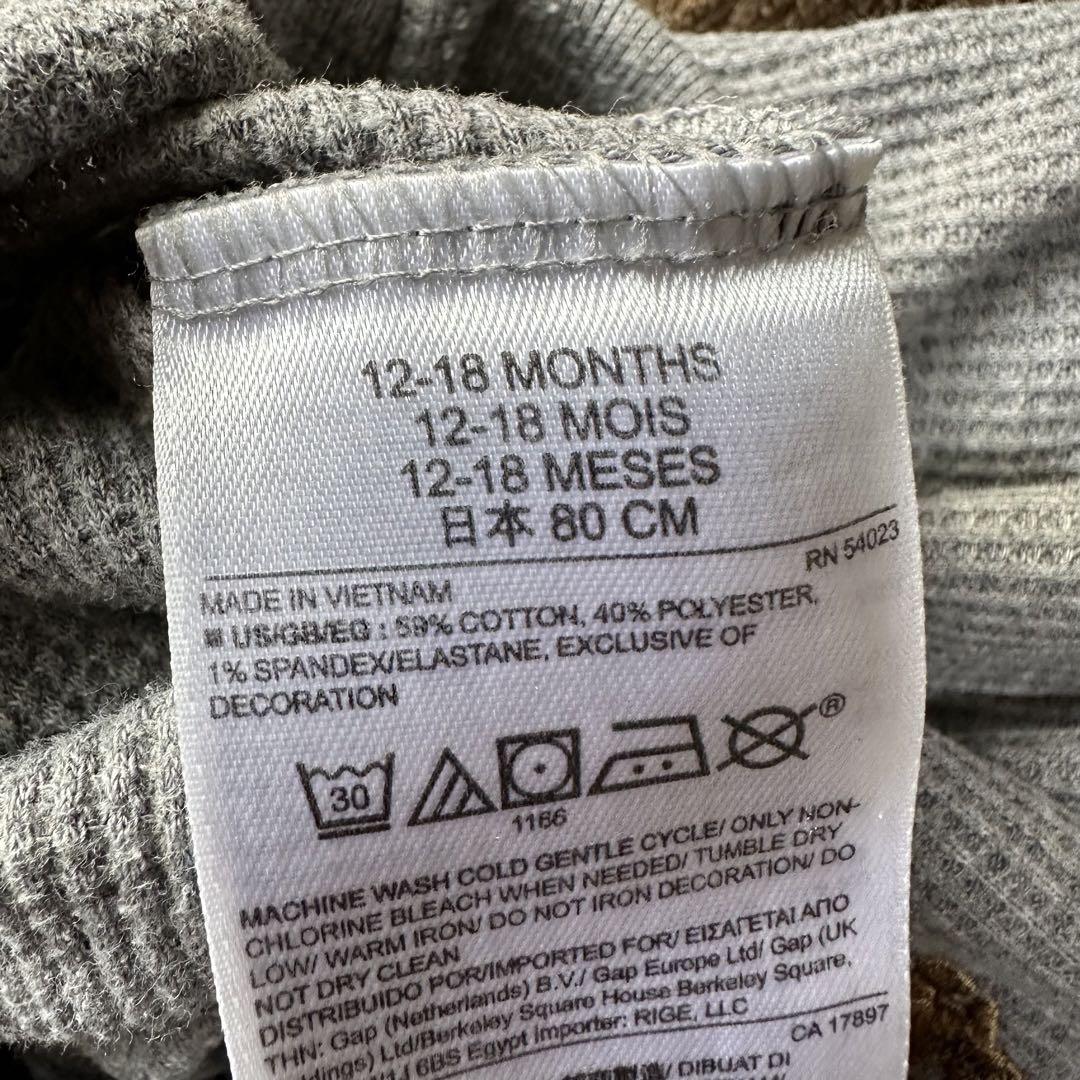 12-18 MONTHS
12-18 MOIS
12-18 MESES
日本 80 CM
RN 54023
MADE IN VIETNAM
US/GB/EG : 59% COTTON, 40% POLYESTER,
1% SPANDEX/ELASTANE, EXCLUSIVE OF
DECORATION
30
®
1166
MACHINE WASH COLD GENTLE CYCLE/ ONLY NON-
CHLORINE BLEACH WHEN NEEDED/ TUMBLE DRY
LOW/ WARM IRON/ DO NOT IRON DECORATION/ DO
NOT DRY CLEAN
DISTRIBUIDO POR/IMPORTED FOR/ ΕΙΣΑΓΕΤΑΙ ΑΠΟ
THN: Gap (Netherlands) B.V./ Gap Europe Ltd/ Gap (UK
Ltd/Berkeley Square House Berkeley Square,
6BS Egypt Importer: RIGE, LLC
CA 17897
DIBUAT DI